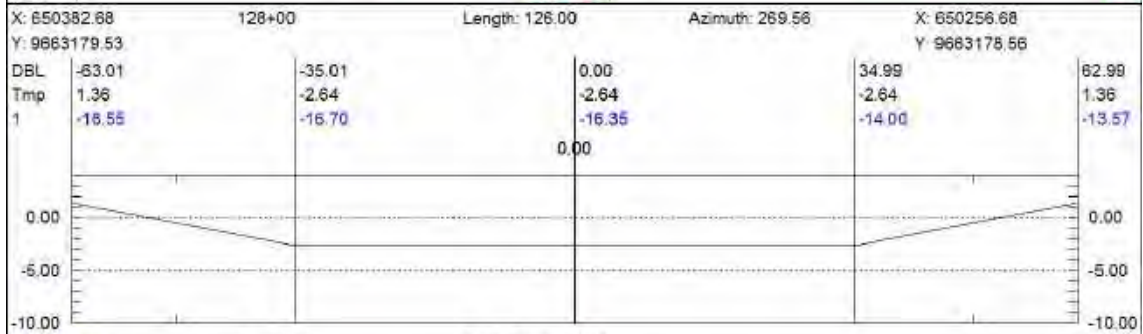 X: 650382.68 128+00 Length: 126.00 Azimuth: 269.56 X: 650256.68
Y: 9663179.53 Y: 9663178.56
DBL -63.01 -35.01 0.00 34.99 62.99
Tmp 1.36 -2.64 -2.64 -2.64 1.36
1 -18.55 -16.70 -16.35 -14.00 -13.57
0.00
0.00 0.00
-5.00 -5.00
-10.00 -10.00